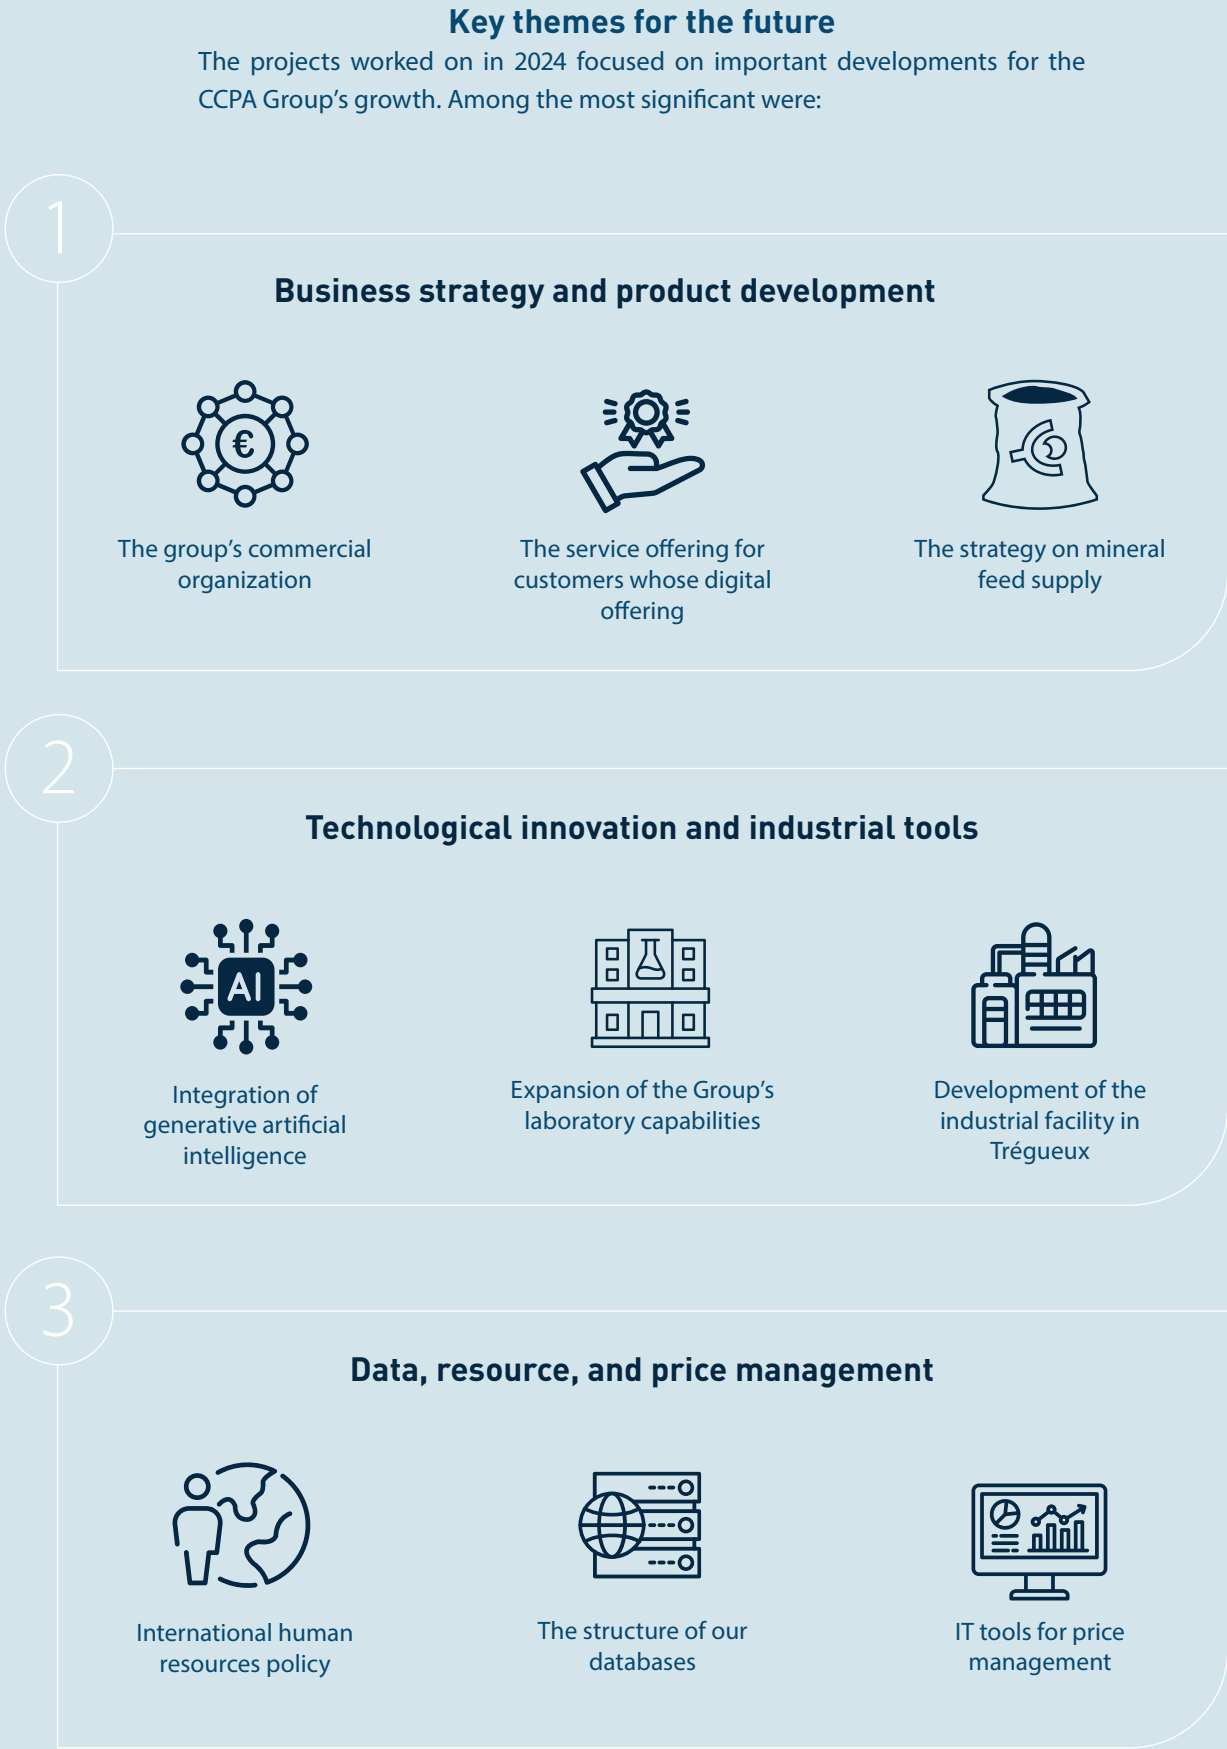 Key themes for the future
The projects worked on in 2024 focused on important developments for the
CCPA Group's growth. Among the most significant were:
1
Business strategy and product development
€
The group's commercial
organization
The service offering for
customers whose digital
offering
The strategy on mineral
feed supply
2
Technological innovation and industrial tools
AI
Integration of
generative artificial
intelligence
Expansion of the Group's
laboratory capabilities
Development of the
industrial facility in
Trégueux
3
Data, resource, and price management
International human
resources policy
The structure of our
databases
IT tools for price
management